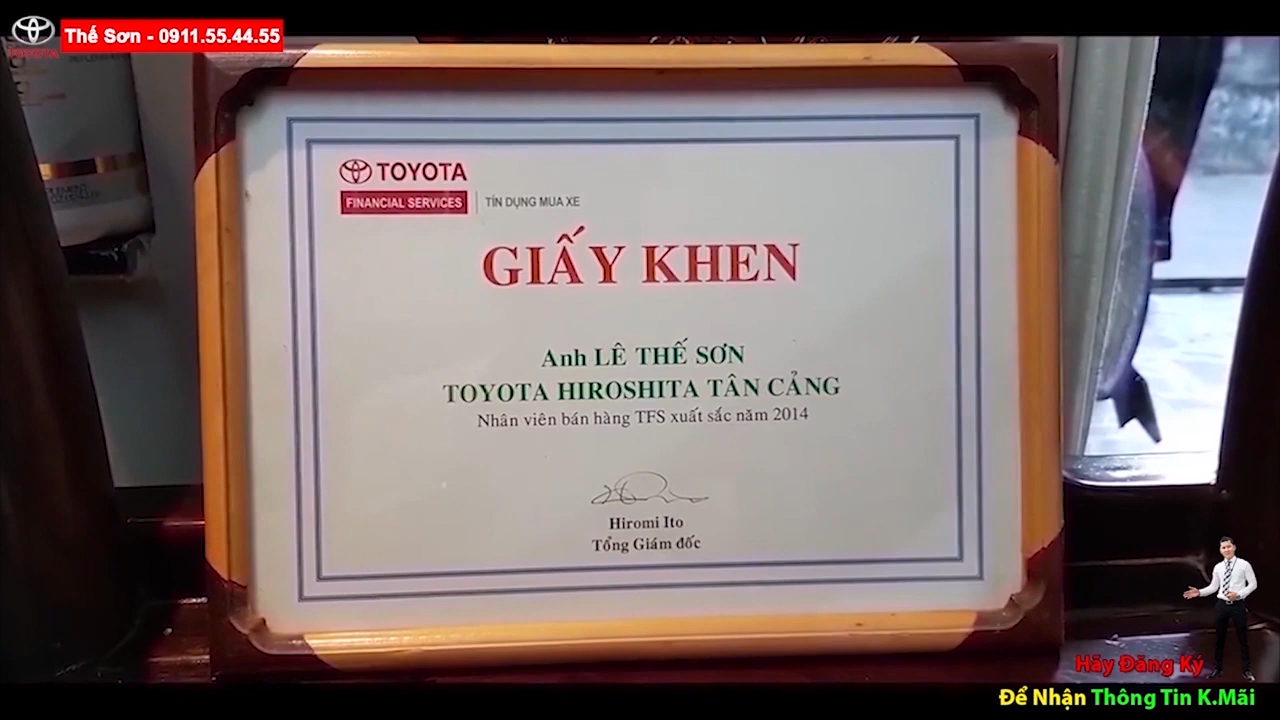 TOYOTA
Thế Sơn - 0911.55.44.55
TOYOTA
FINANCIAL SERVICES
TÍN DỤNG MUA XE
GIẤY KHEN
Anh LÊ THẾ SƠN
TOYOTA HIROSHITA TÂN CẢNG
Nhân viên bán hàng TFS xuất sắc năm 2014
Hiromi Ito
Tổng Giám đốc
Hãy Đăng Ký
Để Nhận Thông Tin K.Mãi